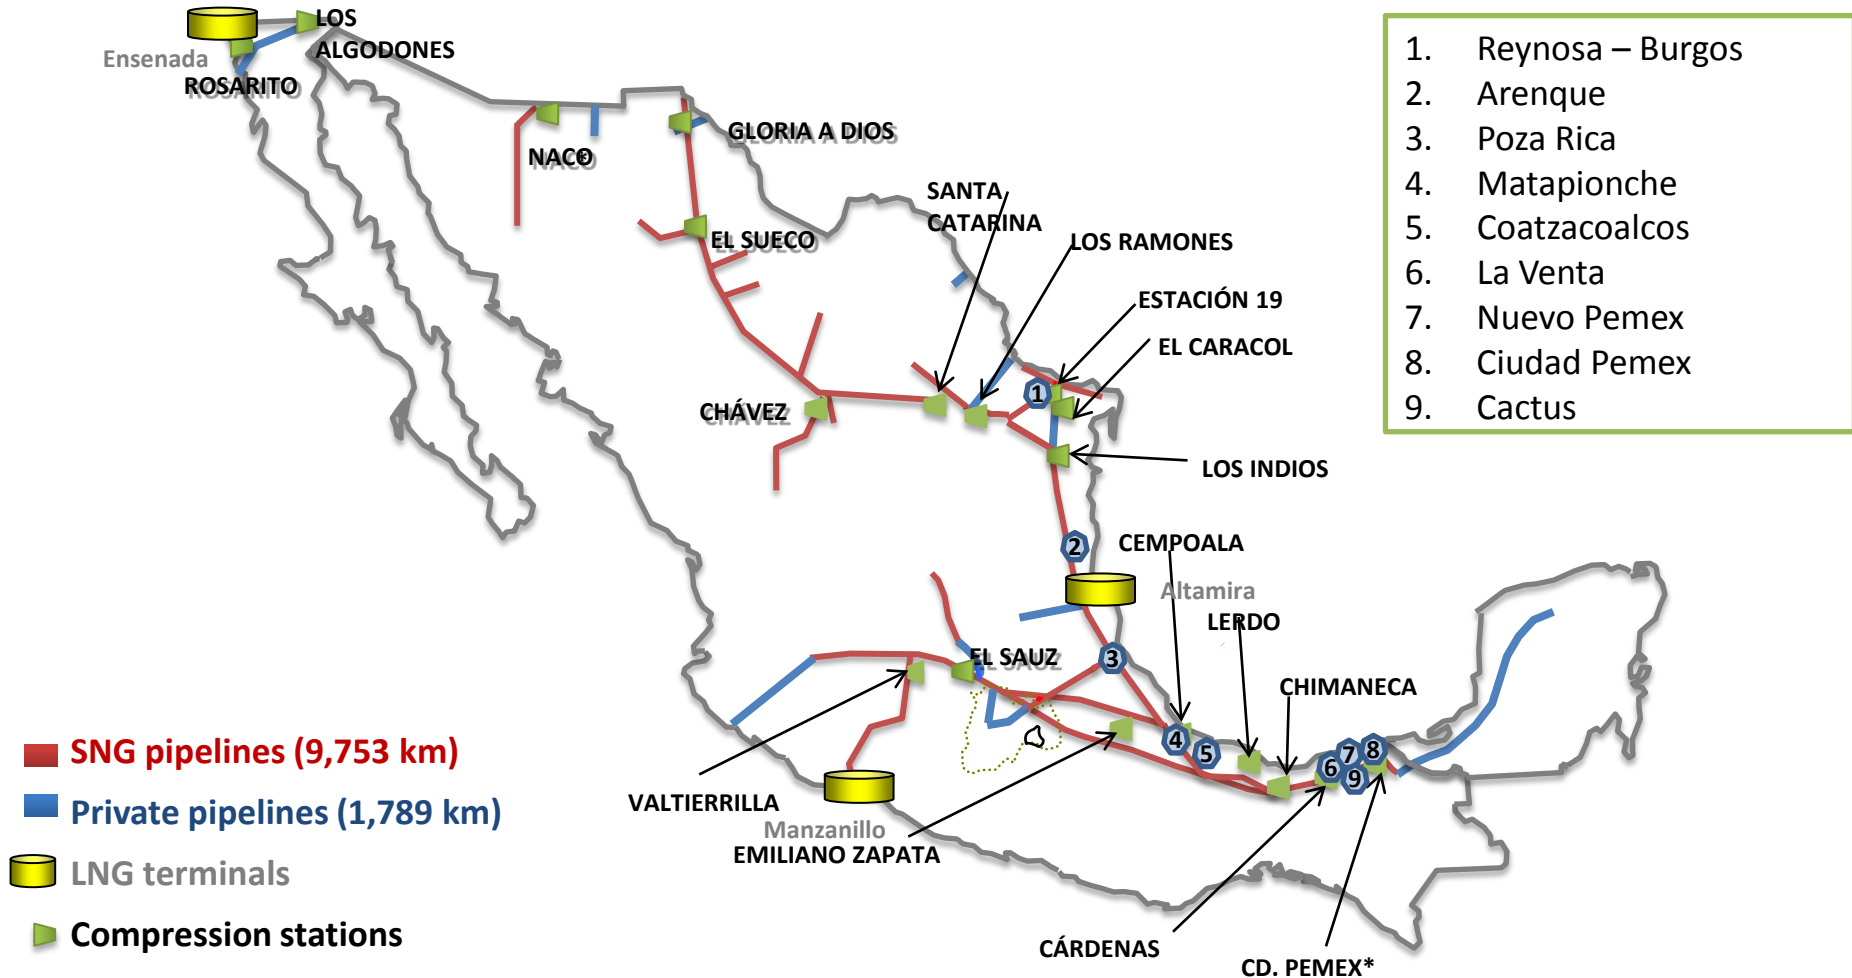 LOS
ALGODONES
Ensenada
ROSARITO
NACO*
GLORIA A DIOS
SANTA
CATARINA
EL SUECO
LOS RAMONES
ESTACIÓN 19
EL CARACOL
CHÁVEZ
LOS INDIOS
1
2
CEMPOALA
Altamira
LERDO
EL SAUZ
3
CHIMANECA
4
5
6
7
8
9
VALTIERRILLA
Manzanillo
EMILIANO ZAPATA
CÁRDENAS
CD. PEMEX*
1. Reynosa – Burgos
2. Arenque
3. Poza Rica
4. Matapionche
5. Coatzacoalcos
6. La Venta
7. Nuevo Pemex
8. Ciudad Pemex
9. Cactus
SNG pipelines (9,753 km)
Private pipelines (1,789 km)
LNG terminals
Compression stations